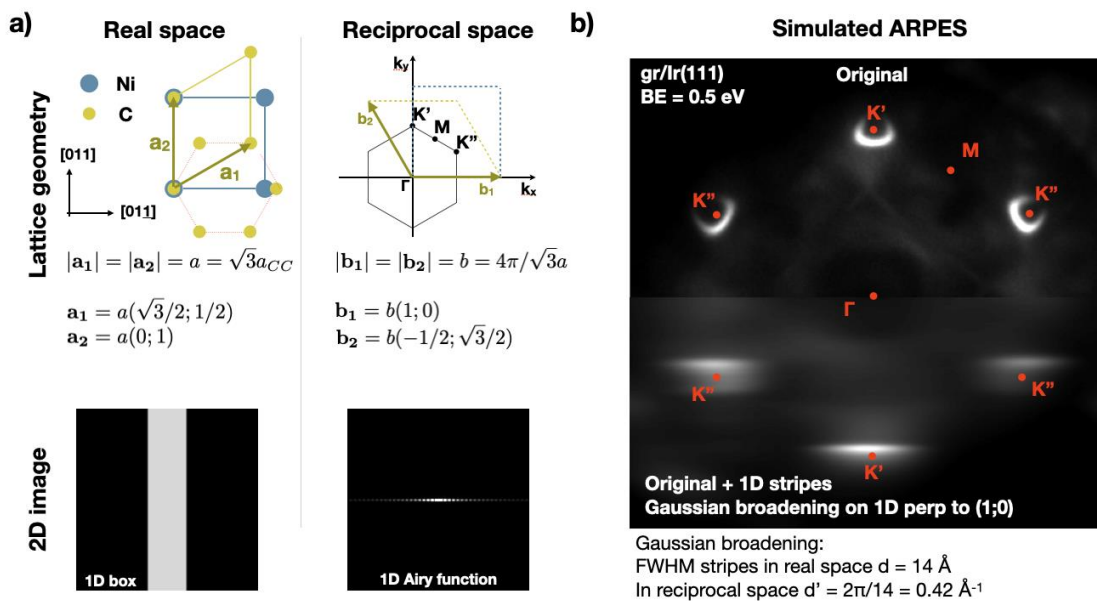 a)
Real space
Reciprocal space
b)
Simulated ARPES
Lattice geometry
Ni
C
a₂
a₁
[011]
[01̲1]
|a₁| = |a₂| = a = √3a_CC
a₁ = a(√3/2; 1/2)
a₂ = a(0; 1)
k_y
b₂
K'
M
K"
Γ
b₁
k_x
|b₁| = |b₂| = b = 4π/√3a
b₁ = b(1; 0)
b₂ = b(−1/2; √3/2)
2D image
1D box
1D Airy function
gr/Ir(111)
BE = 0.5 eV
Original
K'
M
K"
K"
Γ
K"
K"
K'
Original + 1D stripes
Gaussian broadening on 1D perp to (1;0)
Gaussian broadening:
FWHM stripes in real space d = 14 Å
In reciprocal space d' = 2π/14 = 0.42 Å⁻¹